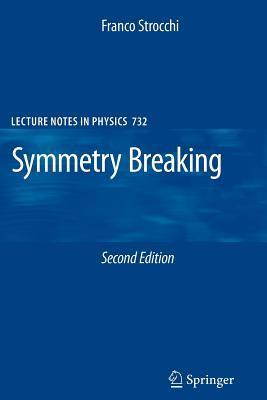 Franco Strocchi
LECTURE NOTES IN PHYSICS 732
Symmetry Breaking
Second Edition
Springer